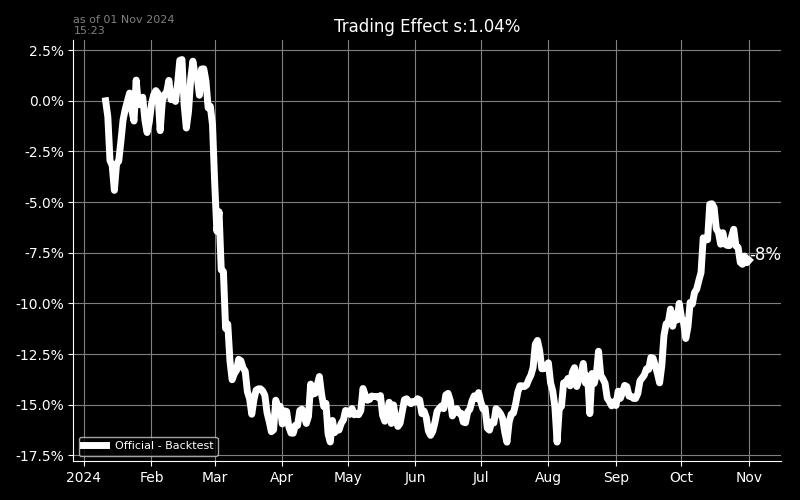 as of 01 Nov 2024
15:23
Trading Effect s:1.04%
2.5%
0.0%
-2.5%
-5.0%
-7.5%
-10.0%
-12.5%
-15.0%
-17.5%
-8%
Official - Backtest
2024 Feb Mar Apr May Jun Jul Aug Sep Oct Nov